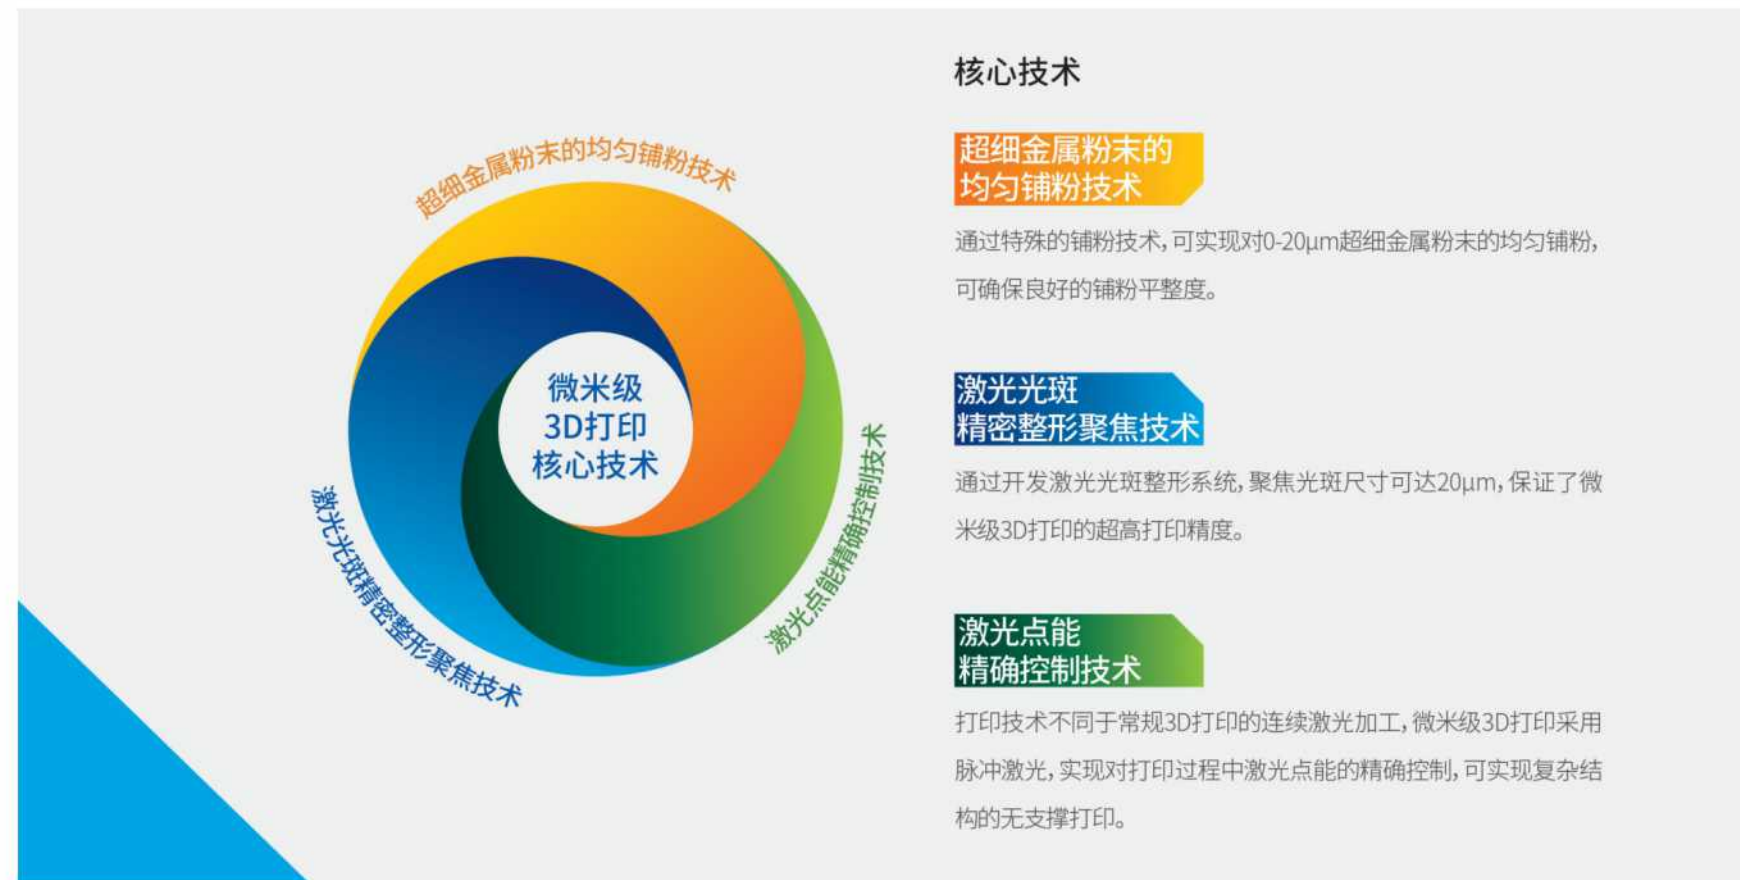 超细金属粉末的均匀铺粉技术
微米级
3D打印
核心技术
激光光斑精密整形聚焦技术
激光点能精确控制技术
核心技术
超细金属粉末的
均匀铺粉技术
通过特殊的铺粉技术，可实现对0-20μm超细金属粉末的均匀铺粉，
可确保良好的铺粉平整度。
激光光斑
精密整形聚焦技术
通过开发激光光斑整形系统，聚焦光斑尺寸可达20μm，保证了微
米级3D打印的超高打印精度。
激光点能
精确控制技术
打印技术不同于常规3D打印的连续激光加工，微米级3D打印采用
脉冲激光，实现对打印过程中激光点能的精确控制，可实现复杂结
构的无支撑打印。